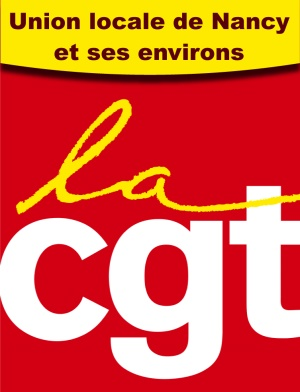 Union locale de Nancy
et ses environs
la
cgt